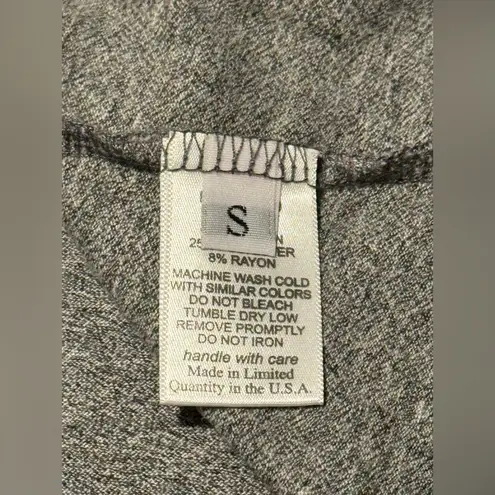 S
8% RAYON
MACHINE WASH COLD
WITH SIMILAR COLORS
DO NOT BLEACH
TUMBLE DRY LOW
REMOVE PROMPTLY
DO NOT IRON
handle with care
Made in Limited
Quantity in the U.S.A.